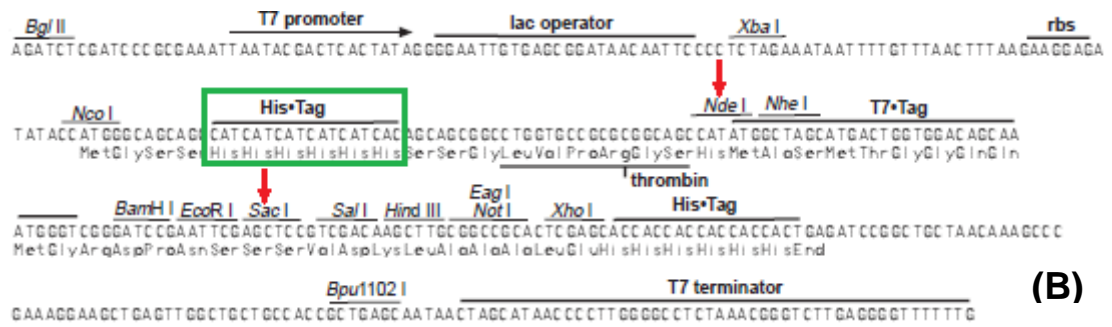 Bgl II T7 promoter lac operator Xba I rbs
AGATCTCGATCCCGCGAAATTAATACGACTCACTATAGGGGAATTGTGAGCGGATAACAATTCCCCTCTAGAAATAATTTTGTTTAACTTTAAGAAGGAGA
Nco I His•Tag Nde I Nhe I T7•Tag
TATACCATGGGCAGCAGCCATCATCATCATCATCACAGCAGCGGCCTGGTGCCGCGCGGCAGCCATATGGCTAGCATGACTGGTGGACAGCAA
MetGlySerSerHisHisHisHisHisHisSerSerGlyLeuValProArgGlySerHisMetAlaSerMetThrGlyGlyGlnGln
thrombin
Eag I
BamH I EcoR I Sac I Sal I Hind III Not I Xho I His•Tag
ATGGGTCGGGATCCGAATTCGAGCTCCGTCGACAAGCTTGCGGCCGCACTCGAGCACCACCACCACCACCACTGAGATCCGGCTGCTAACAAAGCCC
MetGlyArgAspProAsnSerSerSerValAspLysLeuAlaAlaAlaLeuGluHisHisHisHisHisHisEnd
Bpu1102 I T7 terminator (B)
GAAAGGAAGCTGAGTTGGCTGCTGCCACCGCTGAGCAATAACTAGCATAACCCCTTGGGGCCTCTAAACGGGTCTTGAGGGGTTTTTTG